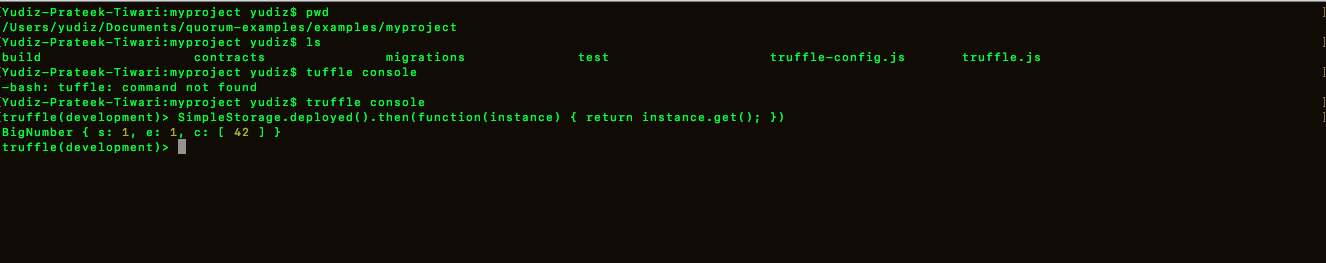 [Yudiz-Prateek-Tiwari:myproject yudiz$ pwd ]
/Users/yudiz/Documents/quorum-examples/examples/myproject
[Yudiz-Prateek-Tiwari:myproject yudiz$ ls ]
build contracts migrations test truffle-config.js truffle.js
[Yudiz-Prateek-Tiwari:myproject yudiz$ tuffle console ]
-bash: tuffle: command not found
[Yudiz-Prateek-Tiwari:myproject yudiz$ truffle console
[truffle(development)> SimpleStorage.deployed().then(function(instance) { return instance.get(); }) ]
BigNumber { s: 1, e: 1, c: [ 42 ] }
truffle(development)>